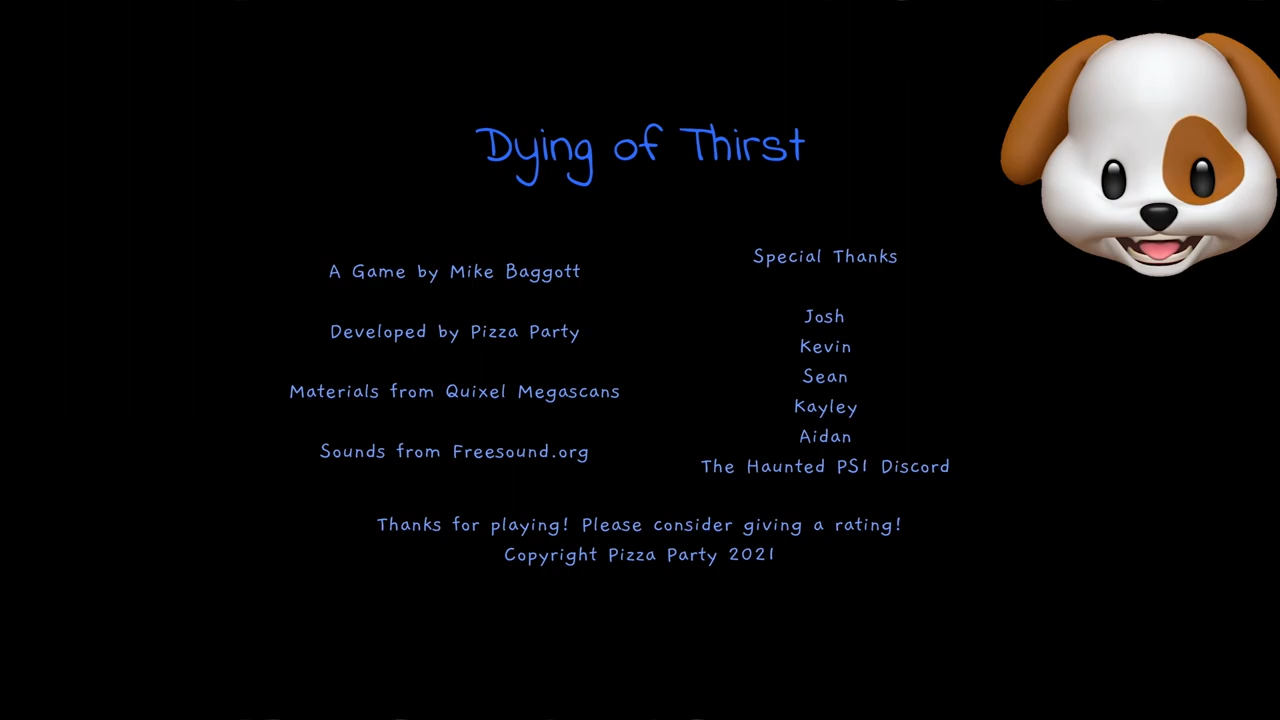 Dying of Thirst
A Game by Mike Baggott
Developed by Pizza Party
Materials from Quixel Megascans
Sounds from Freesound.org
Special Thanks
Josh
Kevin
Sean
Kayley
Aidan
The Haunted PS1 Discord
Thanks for playing! Please consider giving a rating!
Copyright Pizza Party 2021